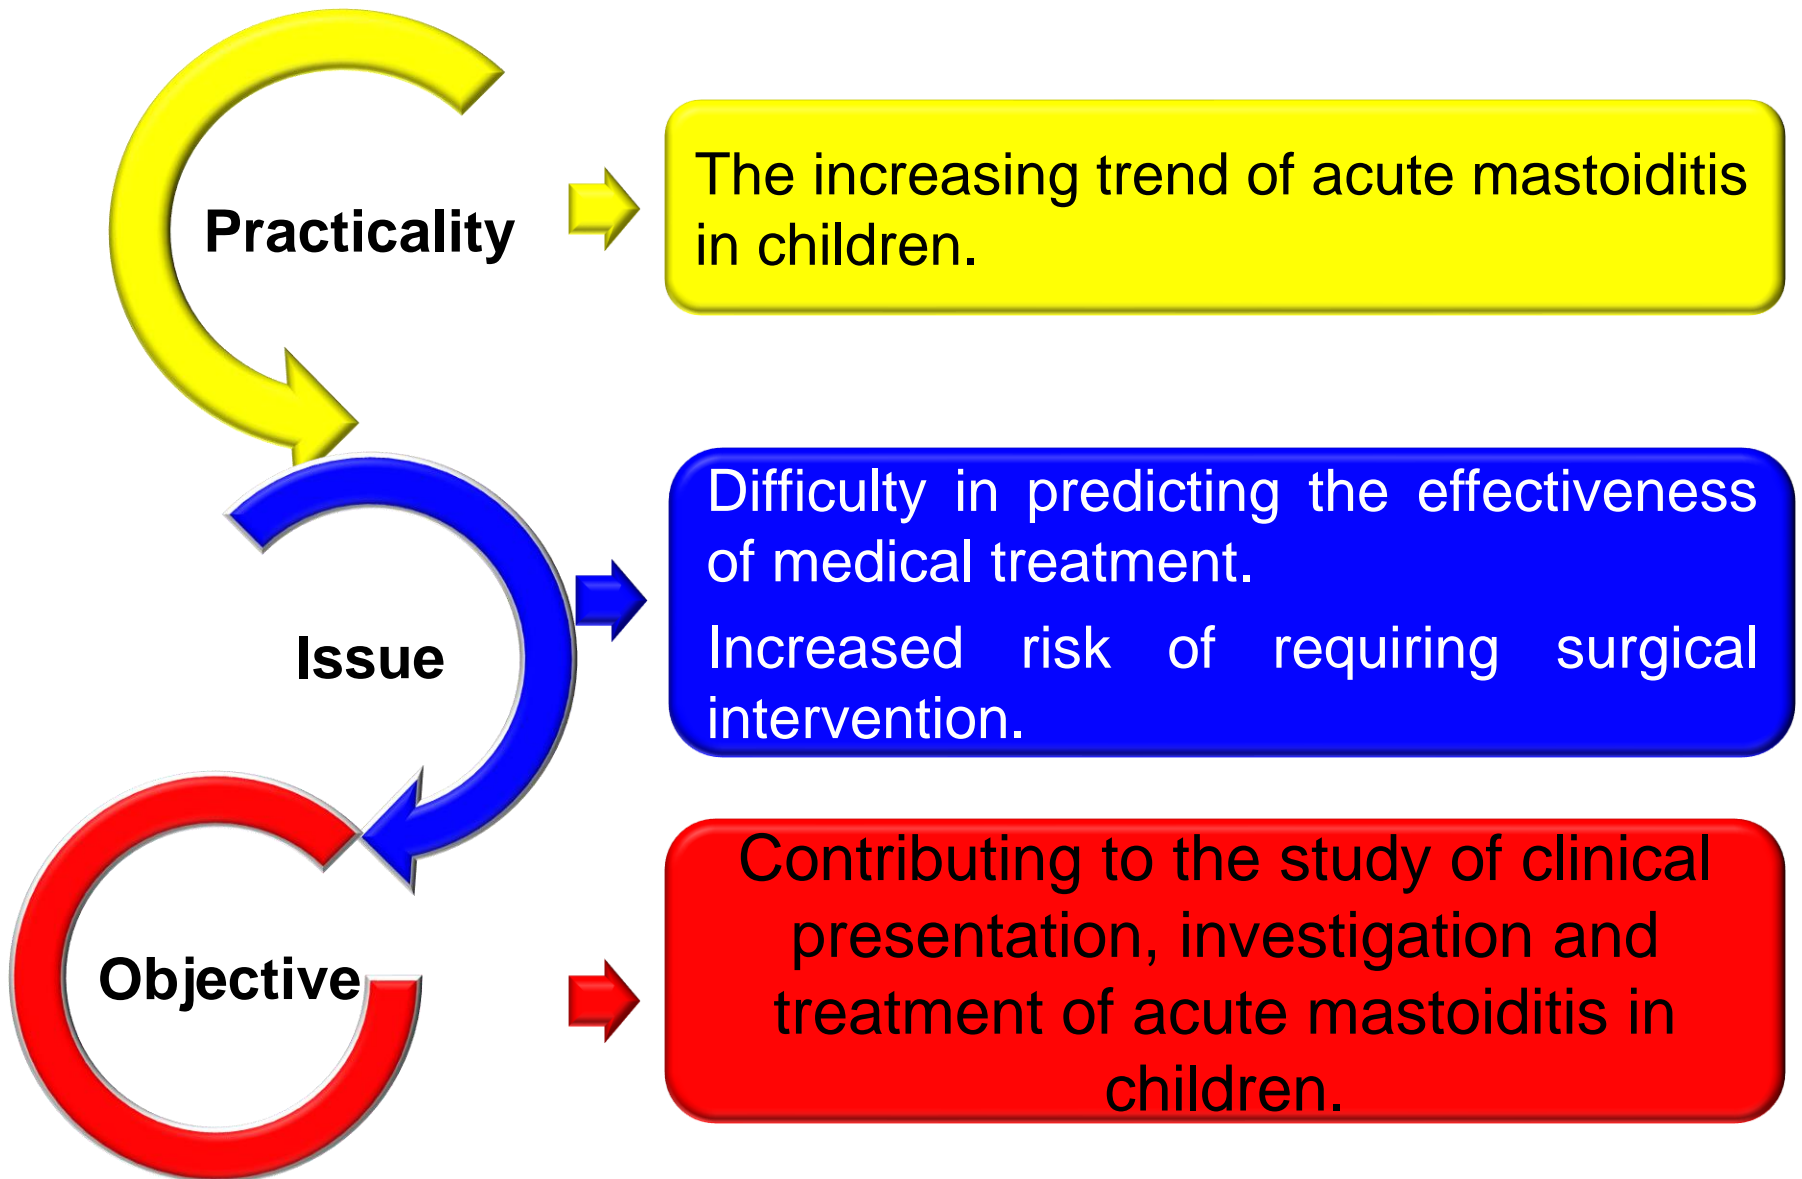 Practicality
The increasing trend of acute mastoiditis
in children.
Issue
Difficulty in predicting the effectiveness
of medical treatment.
Increased risk of requiring surgical
intervention.
Objective
Contributing to the study of clinical
presentation, investigation and
treatment of acute mastoiditis in
children.